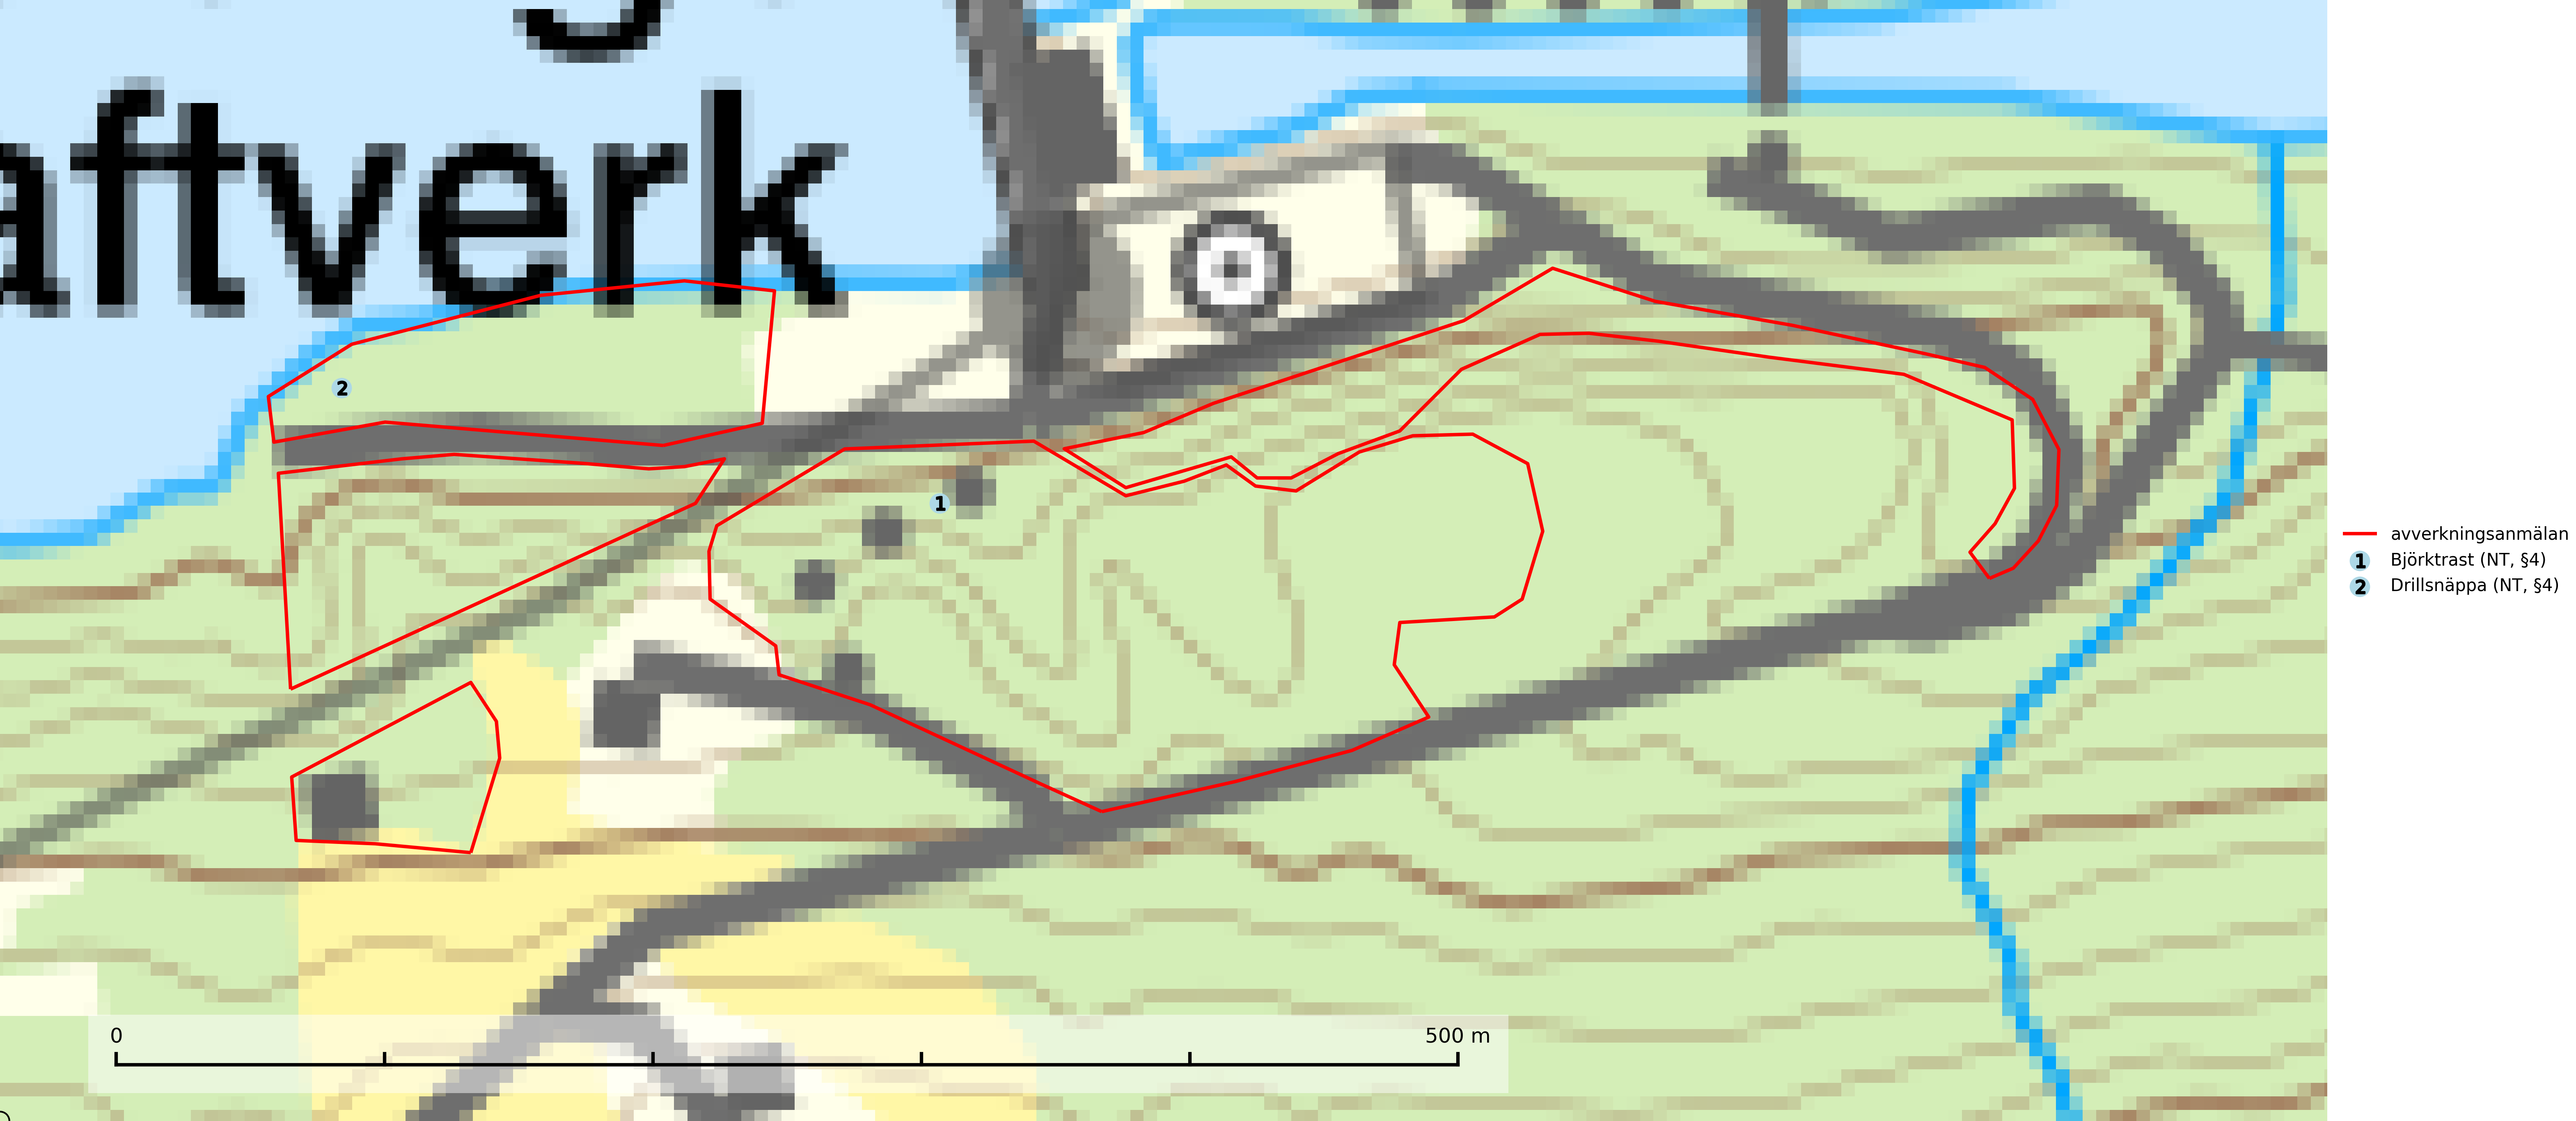 aftverk
2
1
avverkningsanmälan
1 Björktrast (NT, §4)
2 Drillsnäppa (NT, §4)
0 500 m